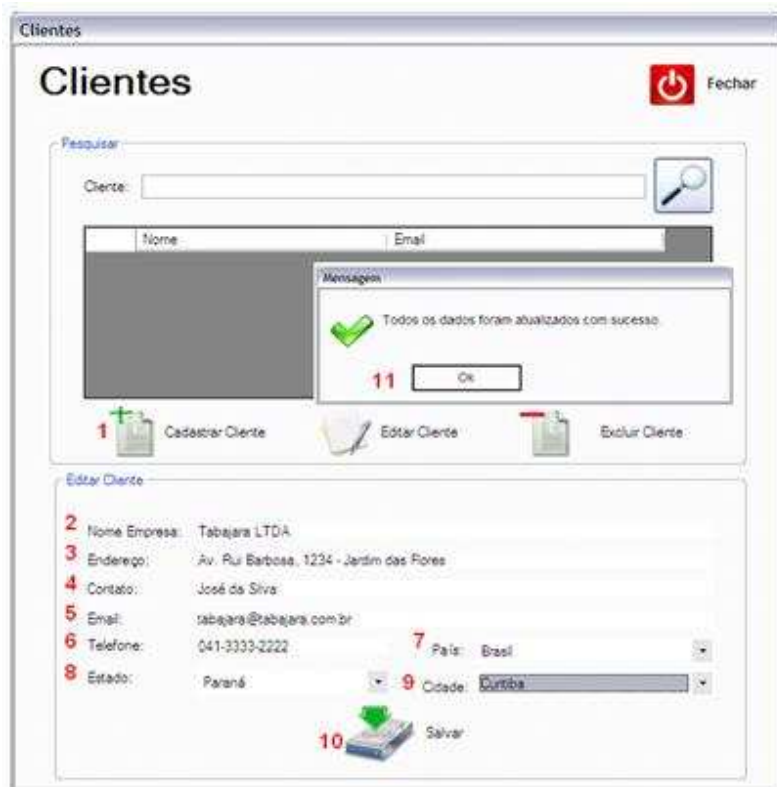 Clientes
Clientes
Fechar
Pesquisar
Cliente:
Nome Email
Mensagem
Todos os dados foram atualizados com sucesso.
11 Ok
1 Cadastrar Cliente Editar Cliente Excluir Cliente
Editar Cliente
2 Nome Empresa: Tabajara LTDA
3 Endereço: Av. Rui Barbosa, 1234 - Jardim das Flores
4 Contato: José da Silva
5 Email: tabajara@tabajara.com.br
6 Telefone: 041-3333-2222 7 País: Brasil
8 Estado: Paraná 9 Cidade: Curitiba
10 Salvar